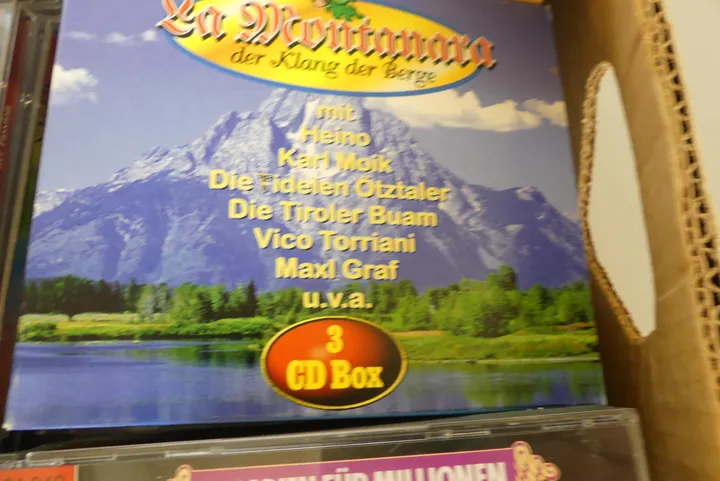 La Montanara
der Klang der Berge
mit
Heino
Karl Moik
Die Fidelen Ötztaler
Die Tiroler Buam
Vico Torriani
Maxl Graf
u.v.a.
3
CD Box
FÜR MILLIONEN